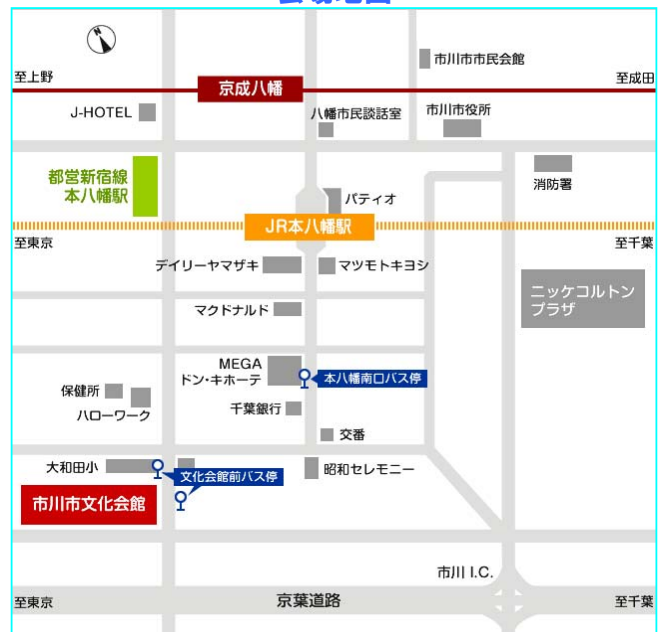 会場地図
N
市川市市民会館
至上野
京成八幡
至成田
J-HOTEL
八幡市民談話室
市川市役所
都営新宿線
本八幡駅
消防署
パティオ
JR本八幡駅
至東京
至千葉
デイリーヤマザキ
マツモトキヨシ
ニッケコルトン
プラザ
マクドナルド
MEGA
ドン・キホーテ
本八幡南口バス停
保健所
ハローワーク
千葉銀行
交番
大和田小
文化会館前バス停
昭和セレモニー
市川市文化会館
市川 I.C.
至東京
京葉道路
至千葉